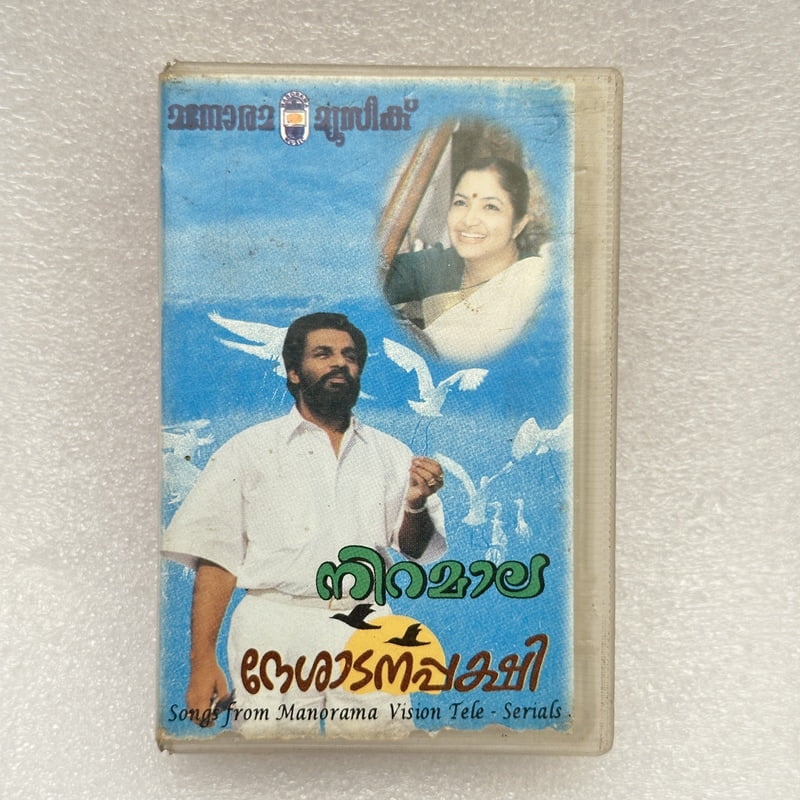 മനോരമ മ്യൂസിക്
നിറമാല
ദേശാടനപ്പക്ഷി
Songs from Manorama Vision Tele - Serials